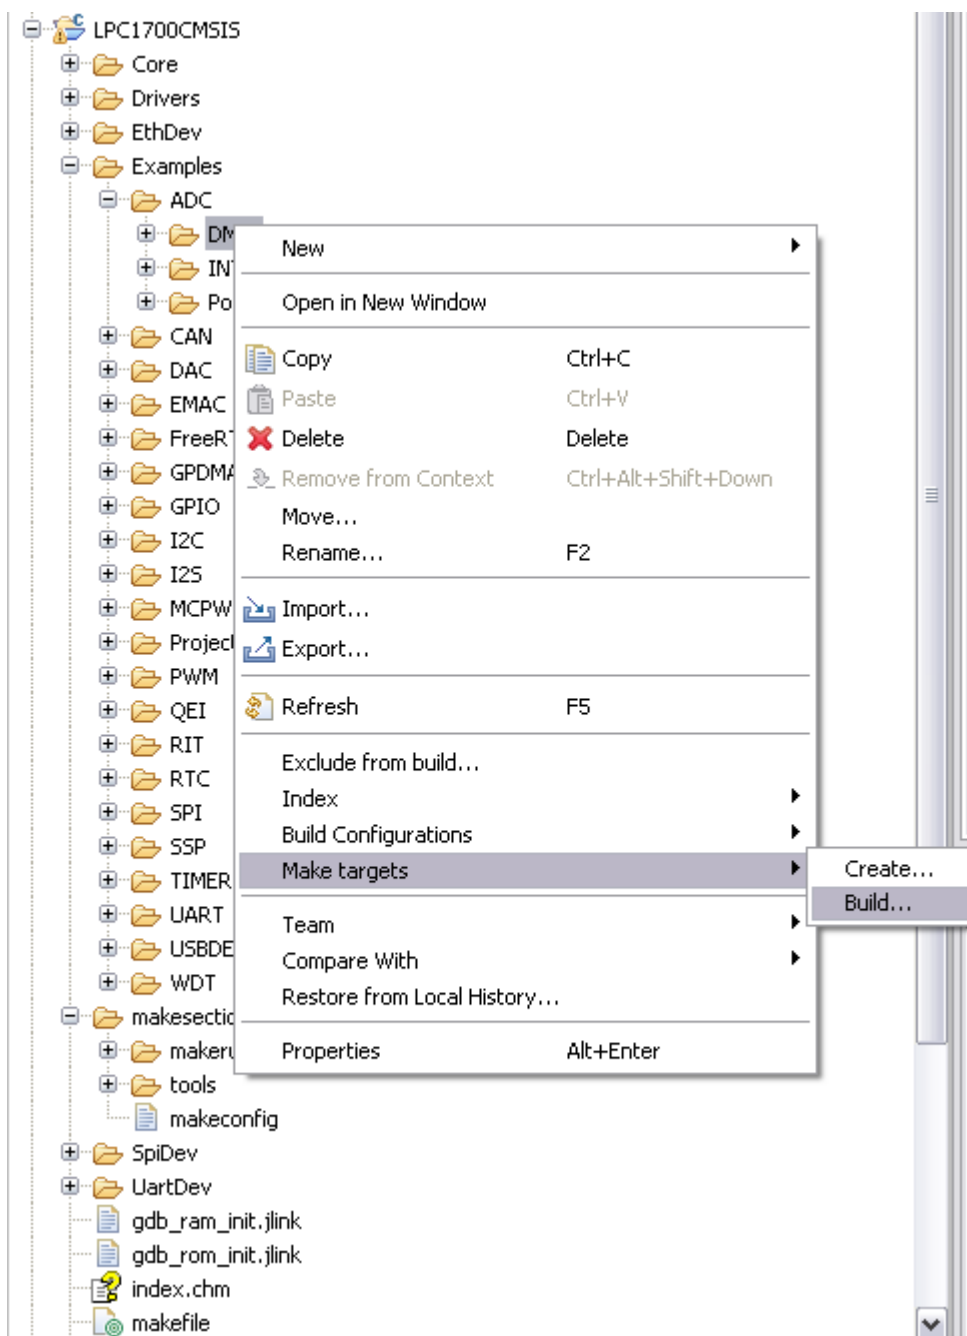 LPC1700CMSIS
Core
Drivers
EthDev
Examples
ADC
DM
New
IN
Open in New Window
Po
CAN
Copy Ctrl+C
DAC
Paste Ctrl+V
EMAC
FreeRT
Delete Delete
GPDMA
Remove from Context Ctrl+Alt+Shift+Down
GPIO
Move...
I2C
Rename... F2
I2S
MCPW
Import...
Project
Export...
PWM
QEI
Refresh F5
RIT
Exclude from build...
RTC
Index
SPI
Build Configurations
SSP
Make targets
Create...
TIMER
Build...
UART
Team
USBDE
Compare With
WDT
Restore from Local History...
makesectio
makeru
Properties Alt+Enter
tools
makeconfig
SpiDev
UartDev
gdb_ram_init.jlink
gdb_rom_init.jlink
index.chm
makefile